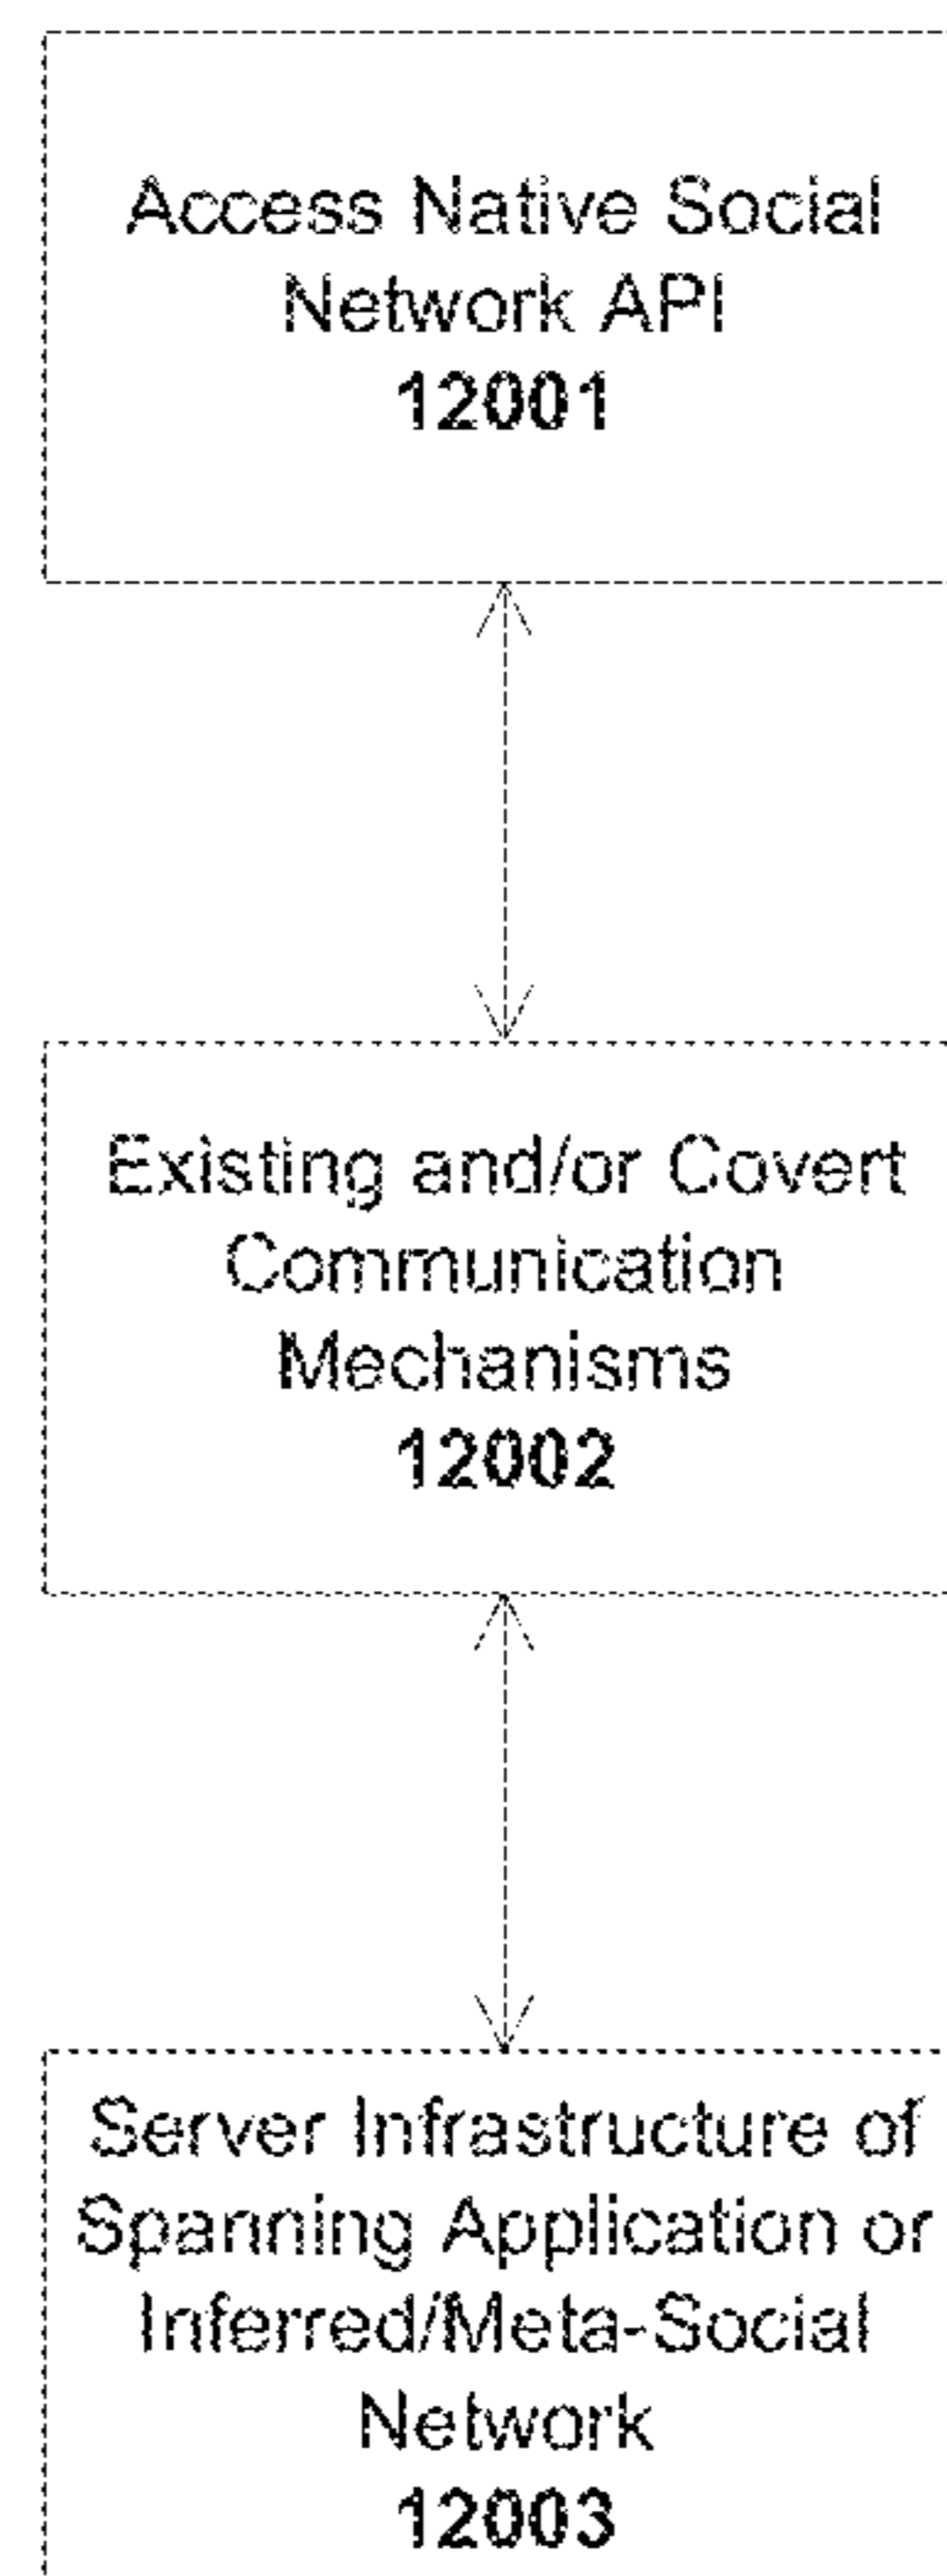 Access Native Social
Network API
12001
Existing and/or Covert
Communication
Mechanisms
12002
Server Infrastructure of
Spanning Application or
Inferred/Meta-Social
Network
12003